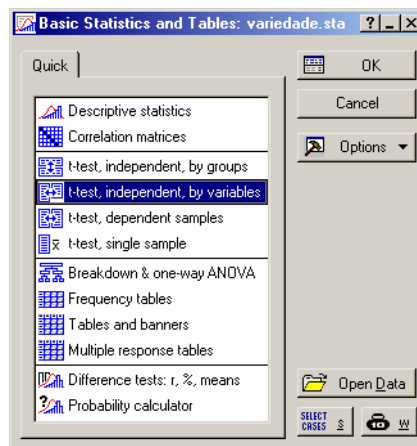 Basic Statistics and Tables: variedade.sta
Quick
OK
Cancel
Options
Descriptive statistics
Correlation matrices
t-test, independent, by groups
t-test, independent, by variables
t-test, dependent samples
t-test, single sample
Breakdown & one-way ANOVA
Frequency tables
Tables and banners
Multiple response tables
Difference tests: r, %, means
Probability calculator
Open Data
SELECT
CASES S W